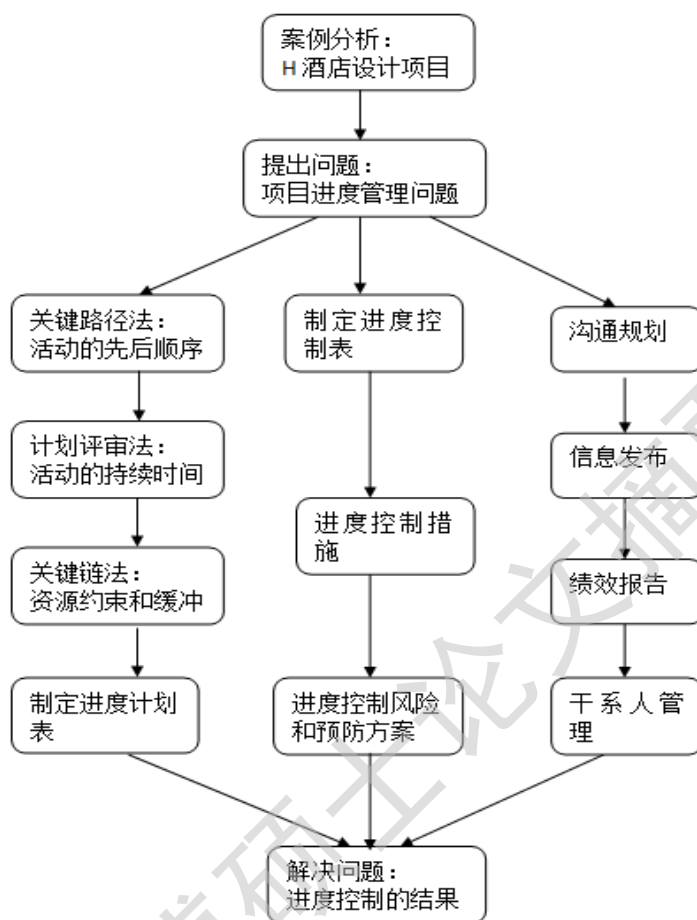 案例分析：
H 酒店设计项目
提出问题：
项目进度管理问题
关键路径法：
活动的先后顺序
制定进度控
制表
沟通规划
计划评审法：
活动的持续时间
信息发布
进度控制措
施
关键链法：
资源约束和缓冲
绩效报告
制定进度计划
表
进度控制风险
和预防方案
干系人管
理
解决问题：
进度控制的结果
硕士论文摘